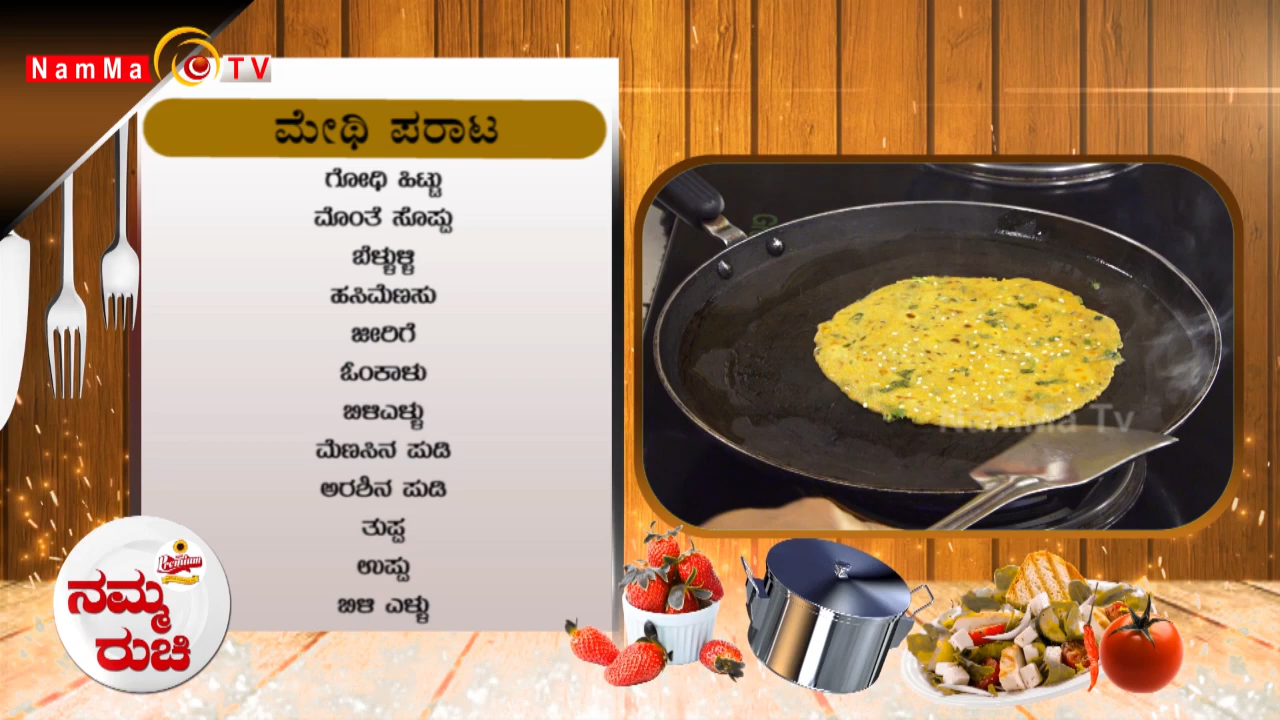 NamMa TV
ಮೇಥಿ ಪರಾಟ
ಗೋಧಿ ಹಿಟ್ಟು
ಮೊಂತೆ ಸೊಪ್ಪು
ಬೆಳ್ಳುಳ್ಳಿ
ಹಸಿಮೆಣಸು
ಜೀರಿಗೆ
ಓಂಕಾಳು
ಬಿಳಿಎಳ್ಳು
ಮೆಣಸಿನ ಪುಡಿ
ಅರಶಿನ ಪುಡಿ
ತುಪ್ಪ
ಉಪ್ಪು
ಬಿಳಿ ಎಳ್ಳು
NamMa Tv
Premium
ನಮ್ಮ
ರುಚಿ